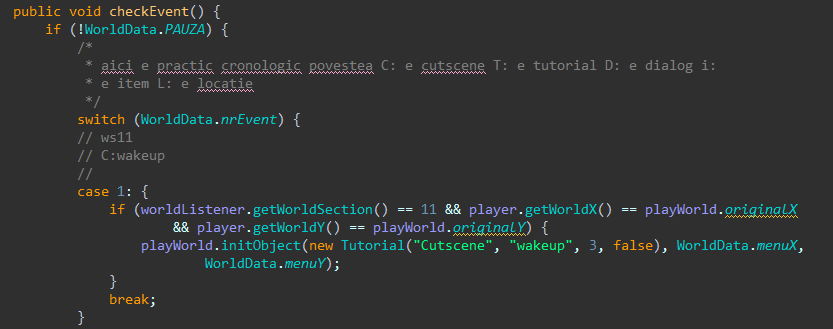 public void checkEvent() {
if (!WorldData.PAUZA) {
/*
* aici e practic cronologic povestea C: e cutscene T: e tutorial D: e dialog i:
* e item L: e locatie
*/
switch (WorldData.nrEvent) {
// ws11
// C:wakeup
//
case 1: {
if (worldListener.getWorldSection() == 11 && player.getWorldX() == playWorld.originalX
&& player.getWorldY() == playWorld.originalY) {
playWorld.initObject(new Tutorial("Cutscene", "wakeup", 3, false), WorldData.menuX,
WorldData.menuY);
}
break;
}